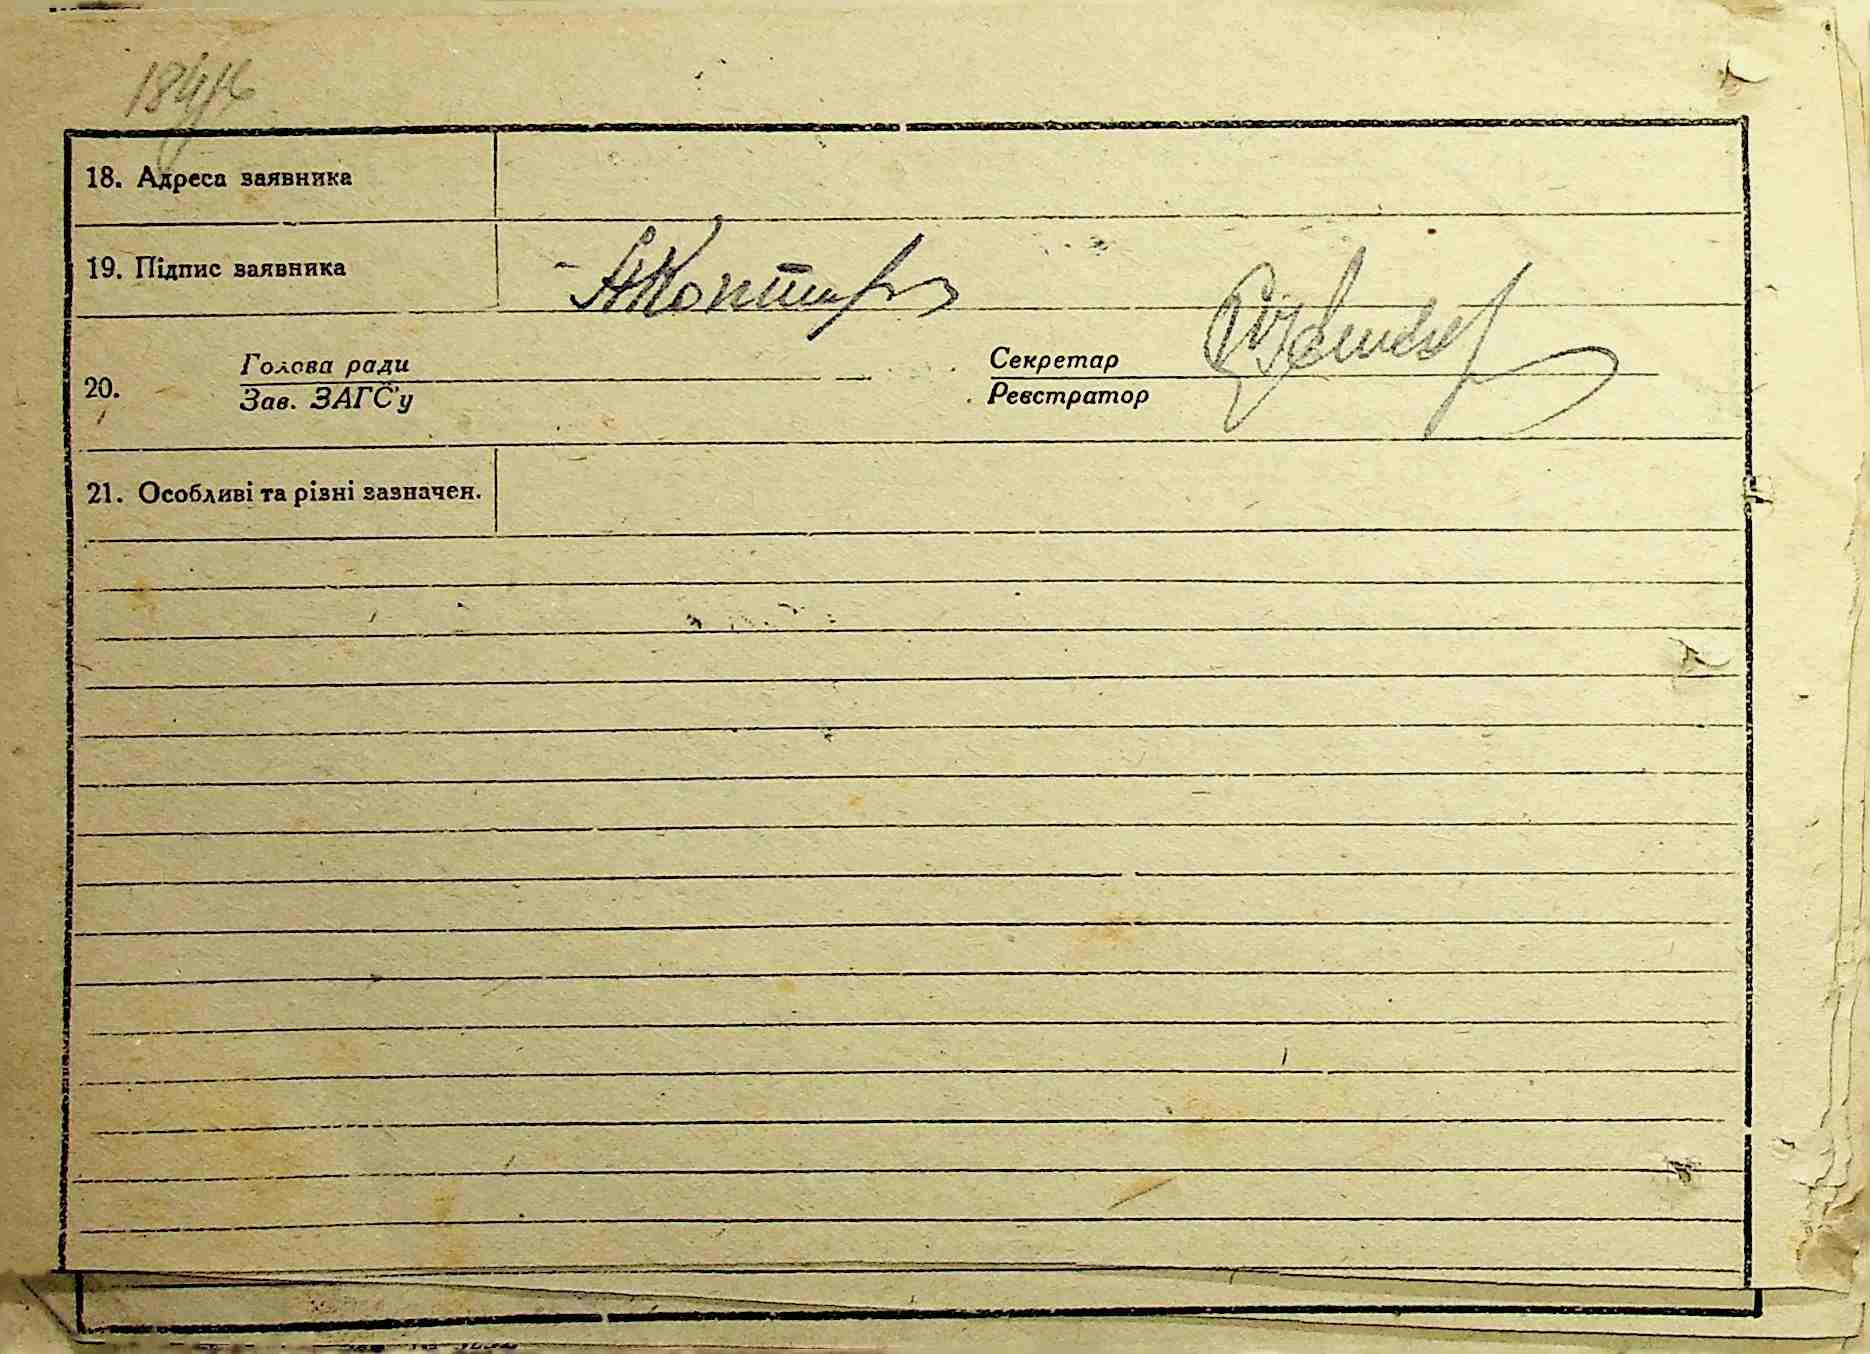 18. Адреса заявника
19. Підпис заявника
20. Голова ради Секретар
Зав. ЗАГС'у Реєстратор
21. Особливі та різні зазначен.